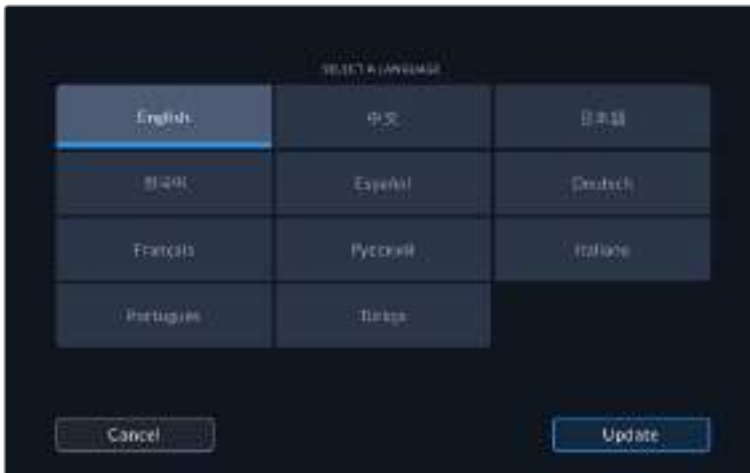 SELECT A LANGUAGE
English 中文 日本語
한국어 Español Deutsch
Français Русский Italiano
Português Türkçe
Cancel Update